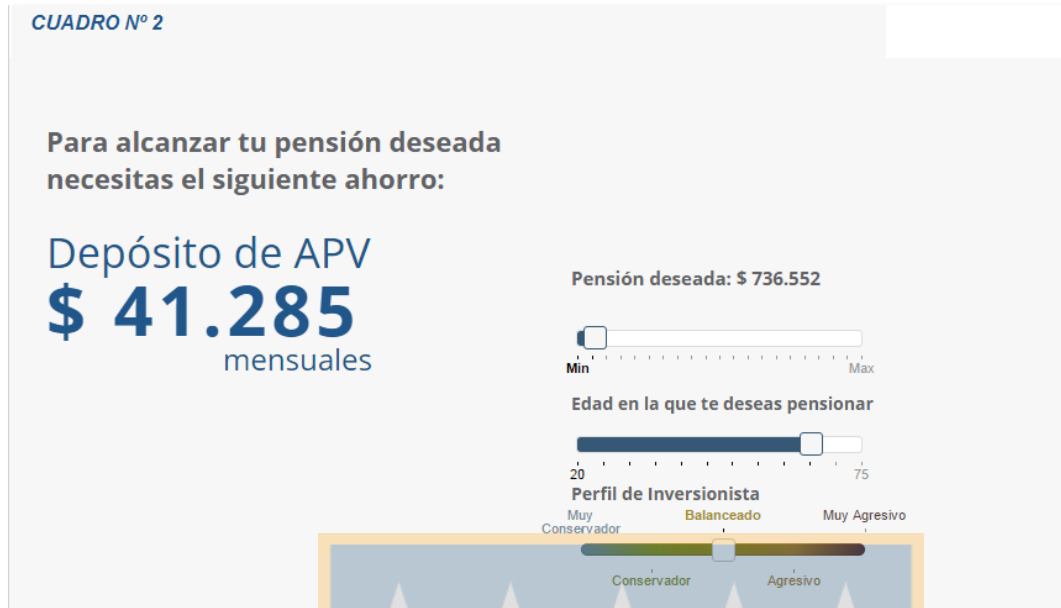 CUADRO Nº 2
Para alcanzar tu pensión deseada
necesitas el siguiente ahorro:
Depósito de APV
$ 41.285
mensuales
Pensión deseada: $ 736.552
Min
Max
Edad en la que te deseas pensionar
20
75
Perfil de Inversionista
Muy
Conservador
Balanceado
Muy Agresivo
Conservador
Agresivo